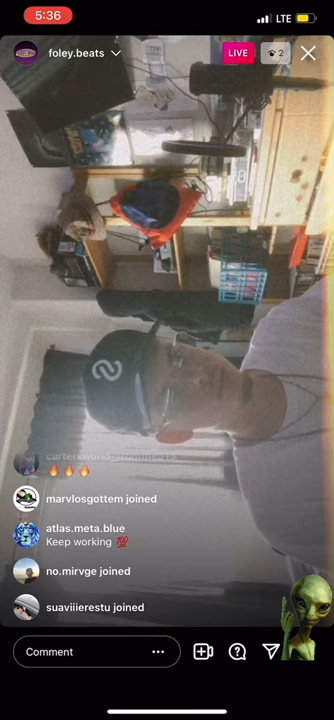 5:36
LTE
foley.beats
LIVE
2
🔥🔥🔥
marvlosgottem joined
atlas.meta.blue
Keep working 💯
no.mirvge joined
suaviiierestu joined
Comment